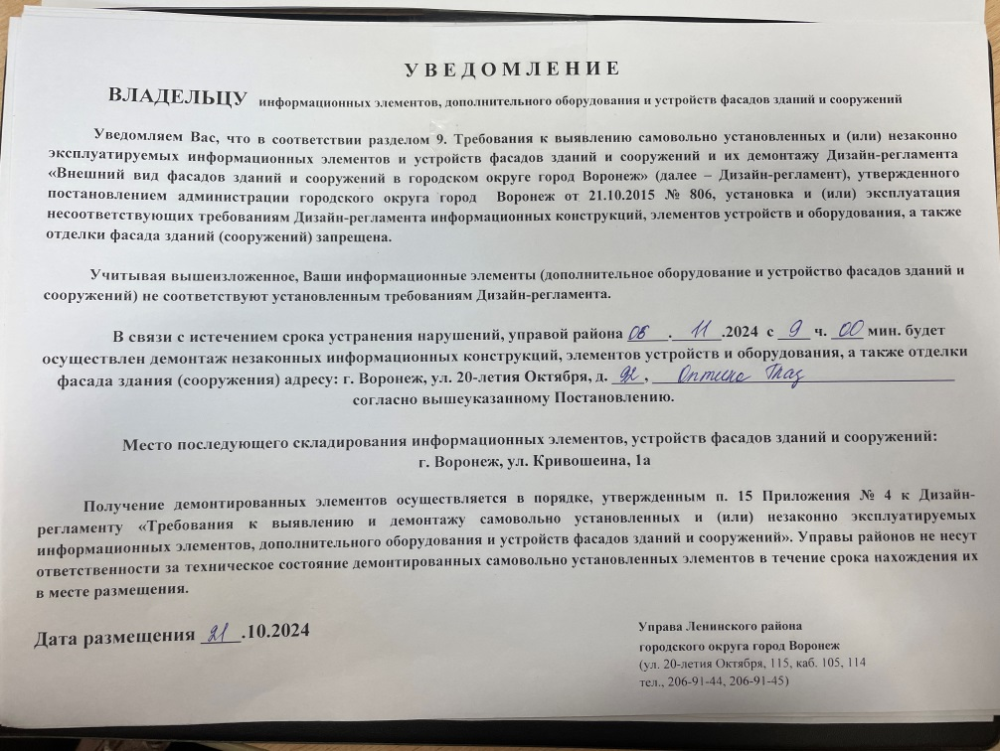 УВЕДОМЛЕНИЕ
ВЛАДЕЛЬЦУ информационных элементов, дополнительного оборудования и устройств фасадов зданий и сооружений
Уведомляем Вас, что в соответствии разделом 9. Требования к выявлению самовольно установленных и (или) незаконно
эксплуатируемых информационных элементов и устройств фасадов зданий и сооружений и их демонтажу Дизайн-регламента
«Внешний вид фасадов зданий и сооружений в городском округе город Воронеж» (далее – Дизайн-регламент), утвержденного
постановлением администрации городского округа город Воронеж от 21.10.2015 № 806, установка и (или) эксплуатация
несоответствующих требованиям Дизайн-регламента информационных конструкций, элементов устройств и оборудования, а также
отделки фасада зданий (сооружений) запрещена.
Учитывая вышеизложенное, Ваши информационные элементы (дополнительное оборудование и устройство фасадов зданий и
сооружений) не соответствуют установленным требованиям Дизайн-регламента.
В связи с истечением срока устранения нарушений, управой района . 11 .2024 с 9 ч. 00 мин. будет
осуществлен демонтаж незаконных информационных конструкций, элементов устройств и оборудования, а также отделки
фасада здания (сооружения) адресу: г. Воронеж, ул. 20-летия Октября, д. 92, Оптика Глаз
согласно вышеуказанному Постановлению.
Место последующего складирования информационных элементов, устройств фасадов зданий и сооружений:
г. Воронеж, ул. Кривошеина, 1а
Получение демонтированных элементов осуществляется в порядке, утвержденным п. 15 Приложения № 4 к Дизайн-
регламенту «Требования к выявлению и демонтажу самовольно установленных и (или) незаконно эксплуатируемых
информационных элементов, дополнительного оборудования и устройств фасадов зданий и сооружений». Управы районов не несут
ответственности за техническое состояние демонтированных самовольно установленных элементов в течение срока нахождения их
в месте размещения.
Дата размещения 21.10.2024
Управа Ленинского района
городского округа город Воронеж
(ул. 20-летия Октября, 115, каб. 105, 114
тел., 206-91-44, 206-91-45)